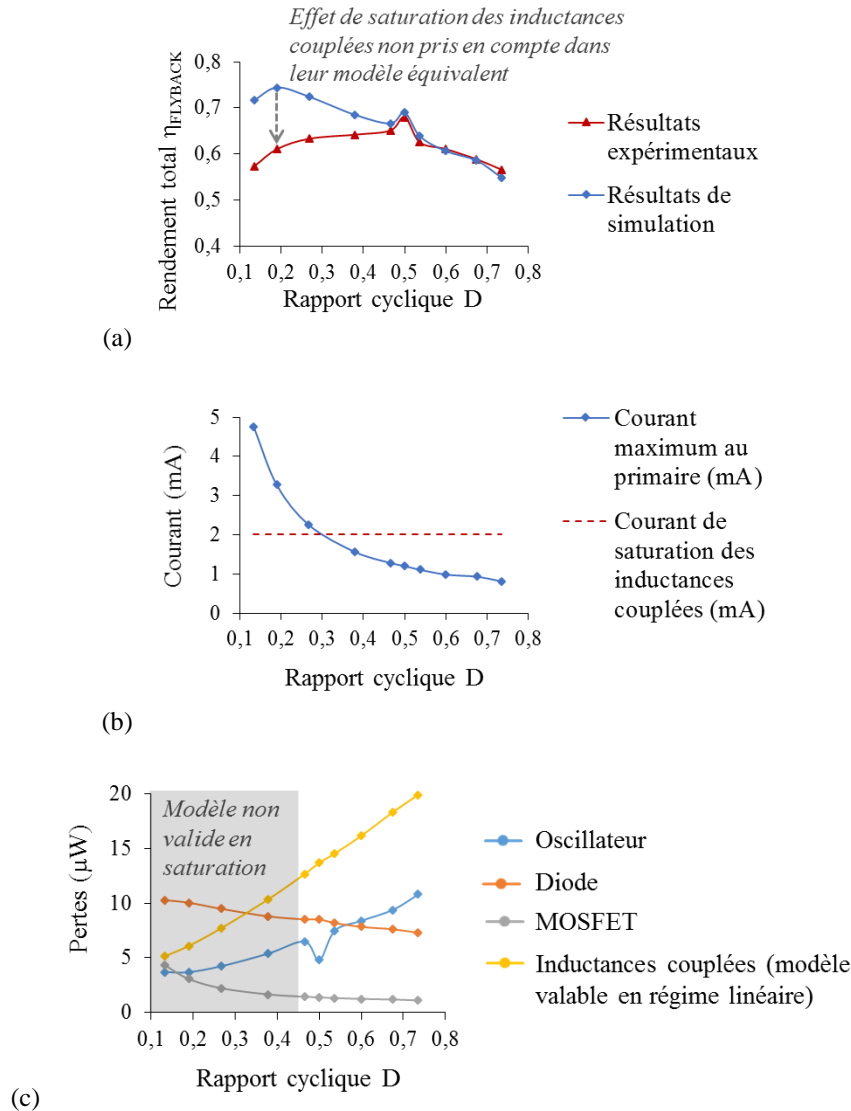 Effet de saturation des inductances
couplées non pris en compte dans
leur modèle équivalent
Rendement total ηFLYBACK
0,8
0,7
0,6
0,5
0,4
0,1 0,2 0,3 0,4 0,5 0,6 0,7 0,8
Rapport cyclique D
Résultats
expérimentaux
Résultats de
simulation
(a)
Courant (mA)
5
4
3
2
1
0
0,1 0,2 0,3 0,4 0,5 0,6 0,7 0,8
Rapport cyclique D
Courant
maximum au
primaire (mA)
Courant de
saturation des
inductances
couplées (mA)
(b)
Pertes (µW)
20
15
10
5
0
Modèle non
valide en
saturation
0,1 0,2 0,3 0,4 0,5 0,6 0,7 0,8
Rapport cyclique D
Oscillateur
Diode
MOSFET
Inductances couplées (modèle
valable en régime linéaire)
(c)